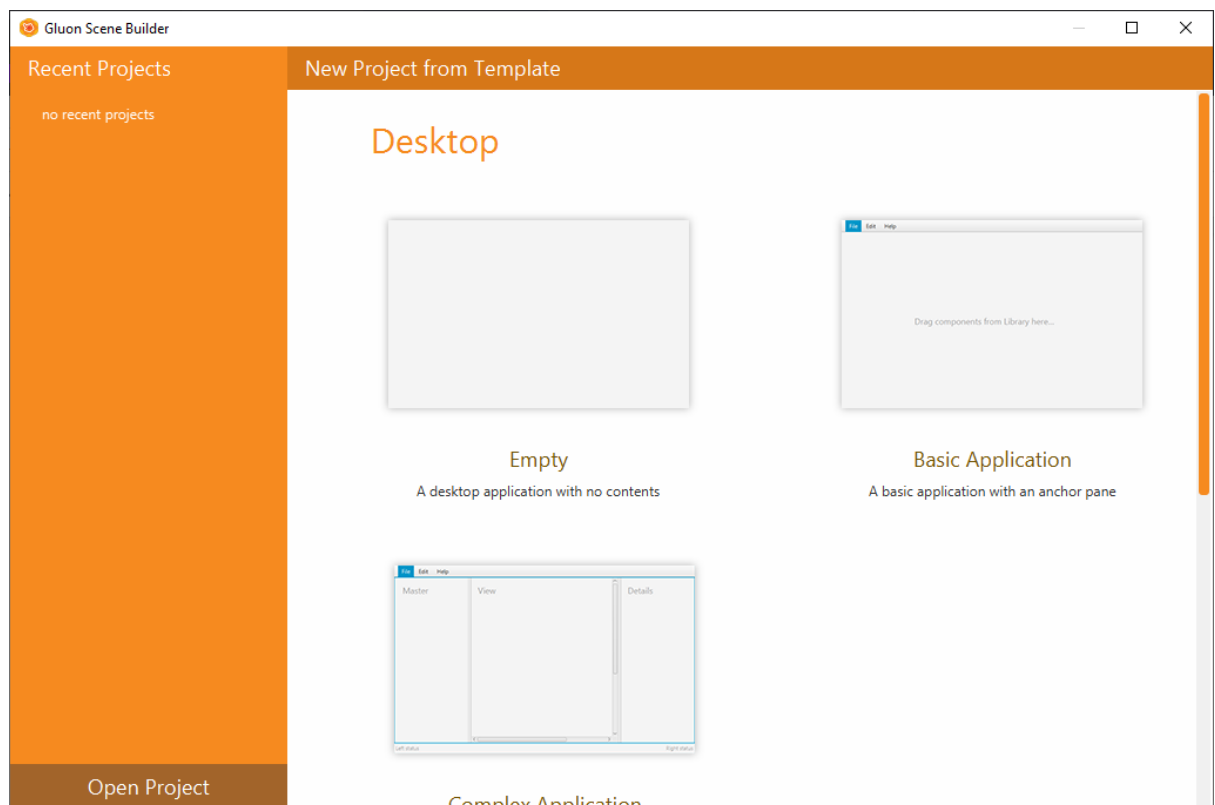 Gluon Scene Builder
Recent Projects
New Project from Template
no recent projects
Desktop
File Edit Help
Drag components from Library here...
Empty
Basic Application
A desktop application with no contents
A basic application with an anchor pane
File Edit Help
Master View Details
Left status Right status
Open Project
Complex Application